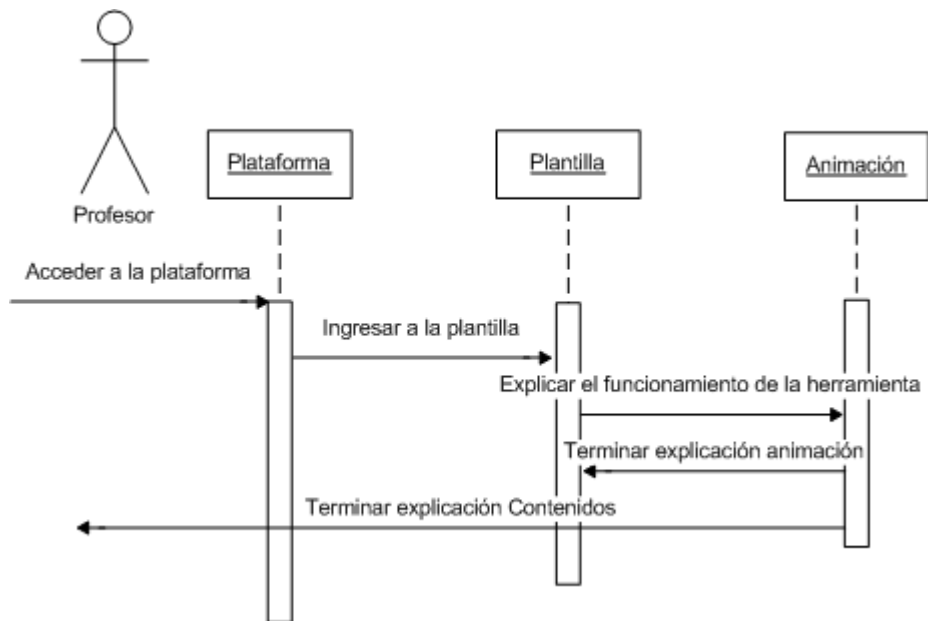 Plataforma
Plantilla
Animación
Profesor
Acceder a la plataforma
Ingresar a la plantilla
Explicar el funcionamiento de la herramienta
Terminar explicación animación
Terminar explicación Contenidos